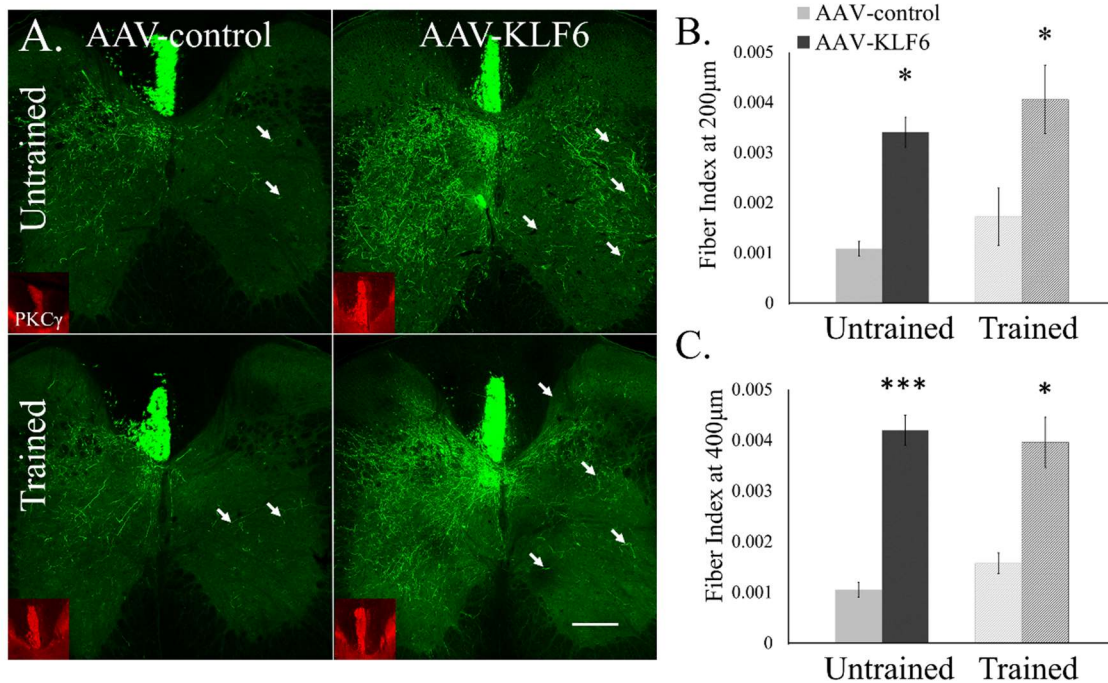 A.
AAV-control
AAV-KLF6
Untrained
PKCγ
Trained
AAV-control
AAV-KLF6
B.
Fiber Index at 200µm
0.005
0.004
0.003
0.002
0.001
0
*
*
Untrained Trained
C.
Fiber Index at 400µm
0.005
0.004
0.003
0.002
0.001
0
***
*
Untrained Trained